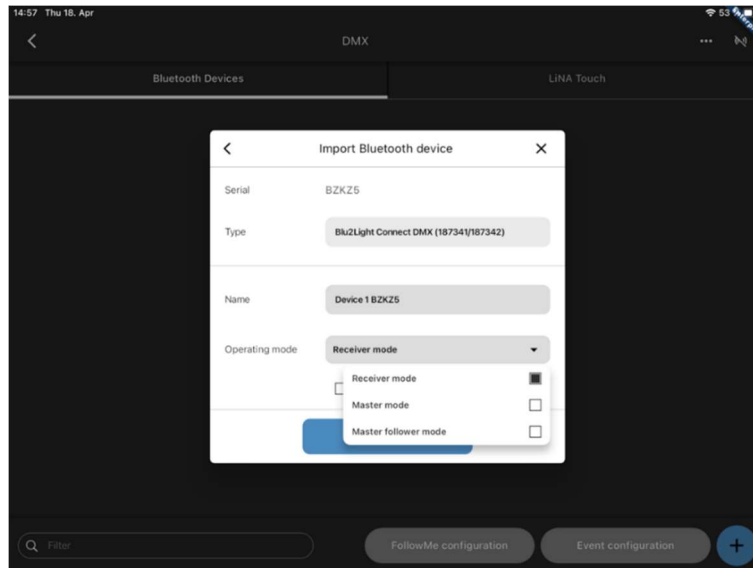 14:57 Thu 18. Apr
53
DMX
Bluetooth Devices
LiNA Touch
Import Bluetooth device
Serial
BZKZ5
Type
Blu2Light Connect DMX (187341/187342)
Name
Device 1 BZKZ5
Operating mode
Receiver mode
Receiver mode
Master mode
Master follower mode
Filter
FollowMe configuration
Event configuration